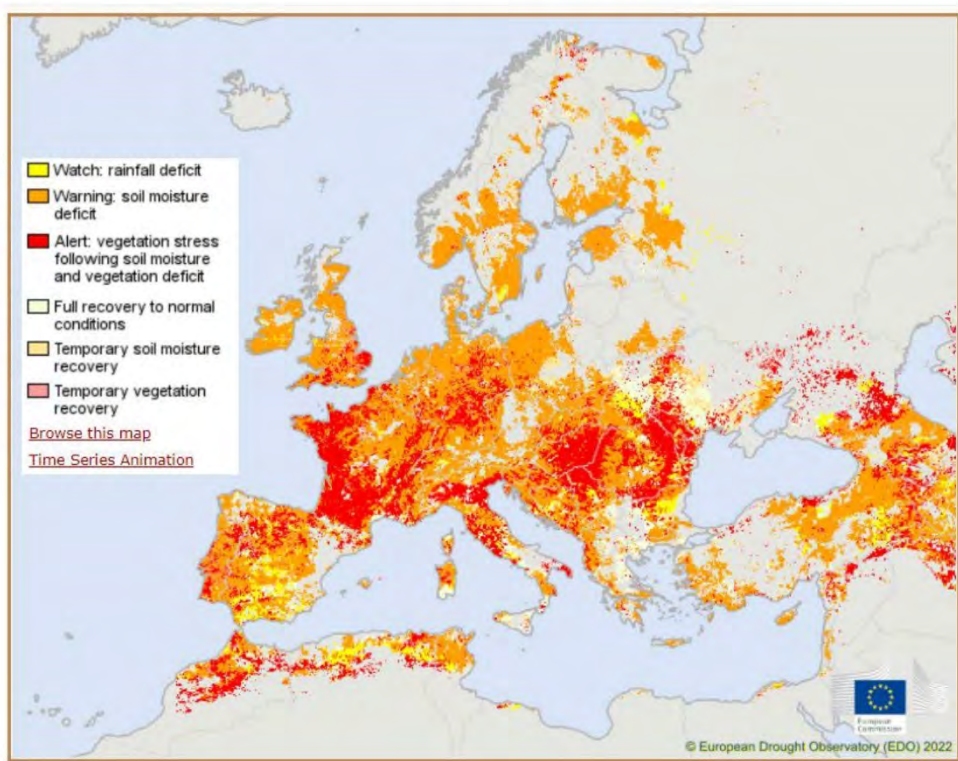 Watch: rainfall deficit
Warning: soil moisture
deficit
Alert: vegetation stress
following soil moisture
and vegetation deficit
Full recovery to normal
conditions
Temporary soil moisture
recovery
Temporary vegetation
recovery
Browse this map
Time Series Animation
European
Commission
© European Drought Observatory (EDO) 2022